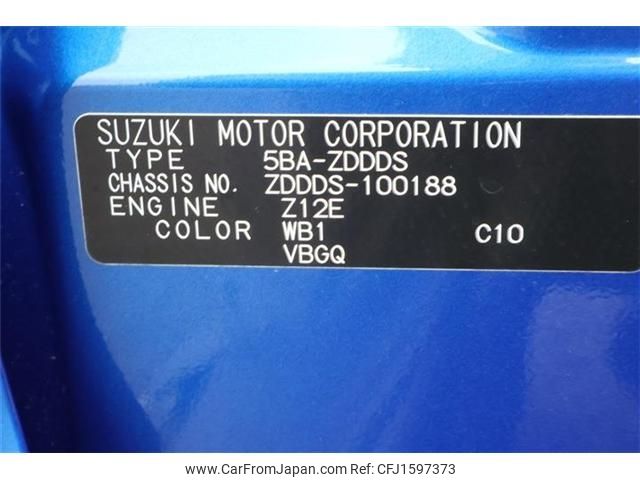 SUZUKI MOTOR CORPORATION
TYPE 5BA-ZDDDS
CHASSIS NO. ZDDDS-100188
ENGINE Z12E
COLOR WB1 C10
VBGQ
www.CarFromJapan.com - CFJ1597373